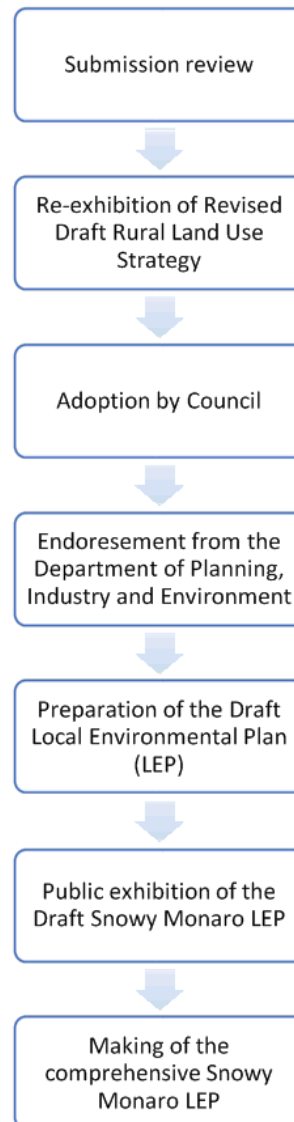 Submission review
Re-exhibition of Revised
Draft Rural Land Use
Strategy
Adoption by Council
Endoresement from the
Department of Planning,
Industry and Environment
Preparation of the Draft
Local Environmental Plan
(LEP)
Public exhibition of the
Draft Snowy Monaro LEP
Making of the
comprehensive Snowy
Monaro LEP